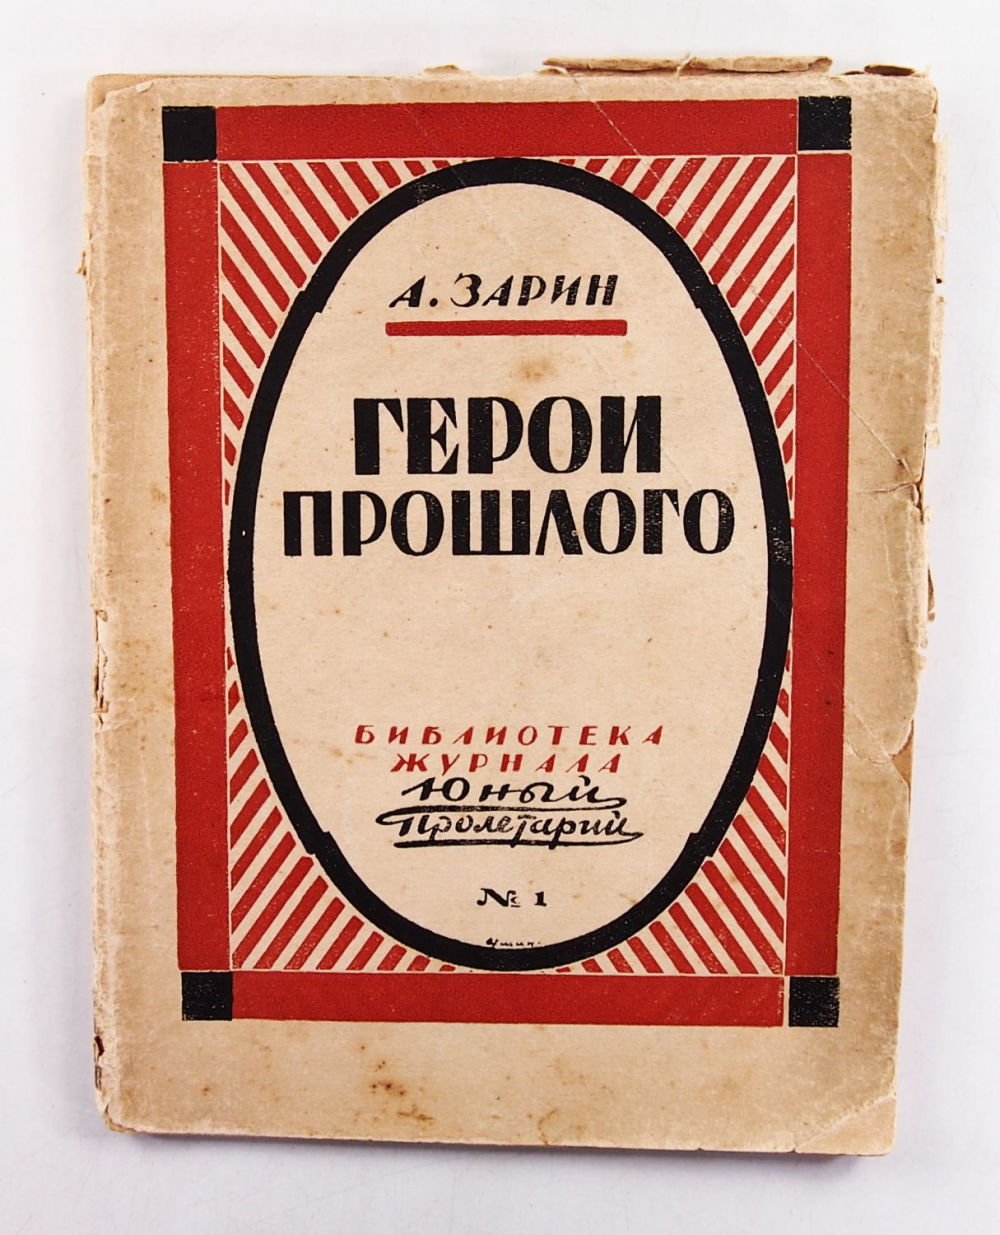 А. ЗАРИН
ГЕРОИ
ПРОШЛОГО
БИБЛИОТЕКА
ЖУРНАЛА
Юный
Пролетарий
№ 1